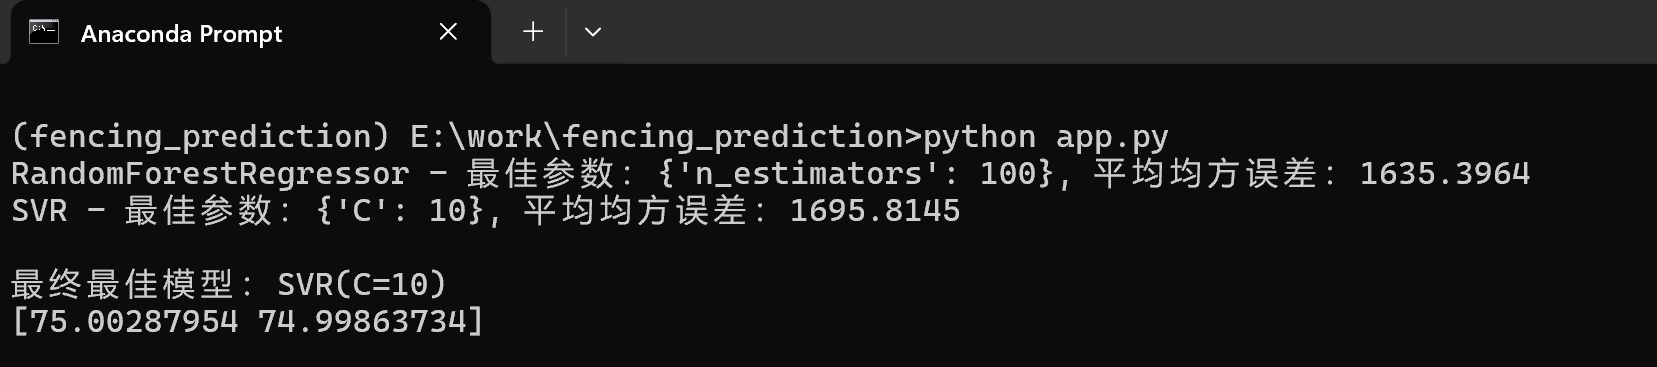 Anaconda Prompt
(fencing_prediction) E:\work\fencing_prediction>python app.py
RandomForestRegressor - 最佳参数: {'n_estimators': 100}, 平均均方误差: 1635.3964
SVR - 最佳参数: {'C': 10}, 平均均方误差: 1695.8145
最终最佳模型: SVR(C=10)
[75.00287954 74.99863734]